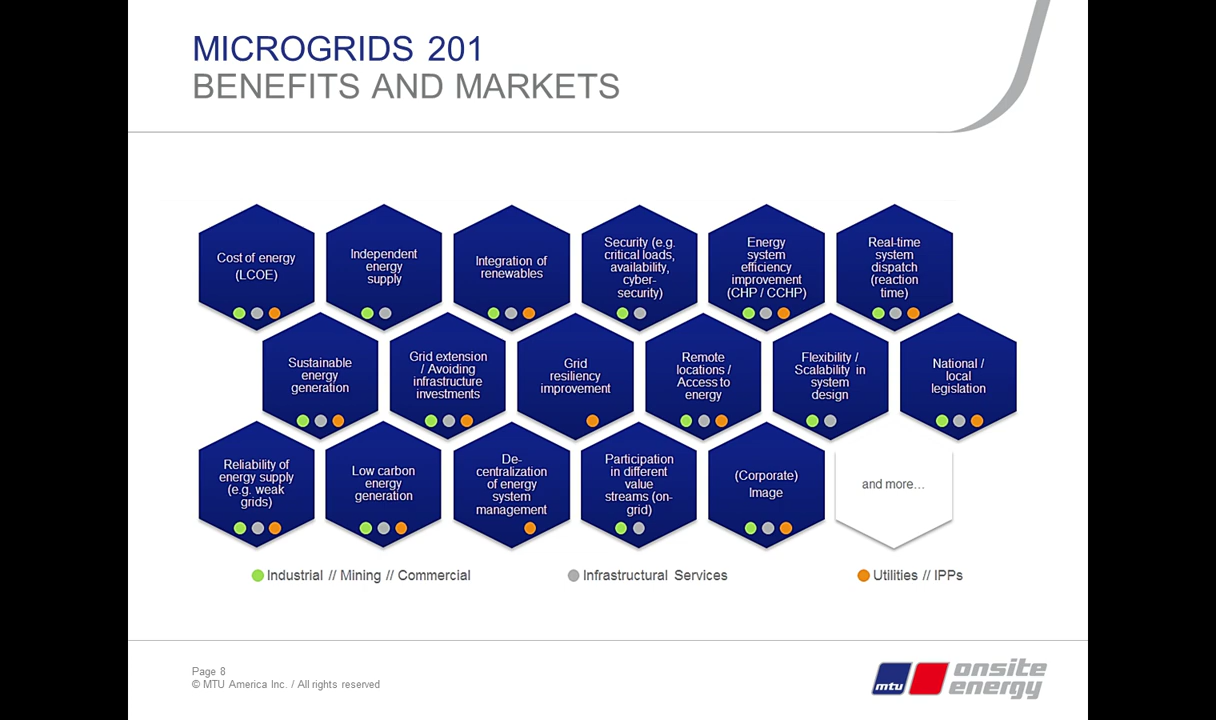 MICROGRIDS 201
BENEFITS AND MARKETS
Cost of energy
(LCOE)
Independent
energy
supply
Integration of
renewables
Security (e.g.
critical loads,
availability,
cyber-
security)
Energy
system
efficiency
improvement
(CHP / CCHP)
Real-time
system
dispatch
(reaction
time)
Sustainable
energy
generation
Grid extension
/ Avoiding
infrastructure
investments
Grid
resiliency
improvement
Remote
locations /
Access to
energy
Flexibility /
Scalability in
system
design
National /
local
legislation
Reliability of
energy supply
(e.g. weak
grids)
Low carbon
energy
generation
De-
centralization
of energy
system
management
Participation
in different
value
streams (on-
grid)
(Corporate)
Image
and more...
Industrial // Mining // Commercial
Infrastructural Services
Utilities // IPPs
Page 8
© MTU America Inc. / All rights reserved
mtu
onsite
energy